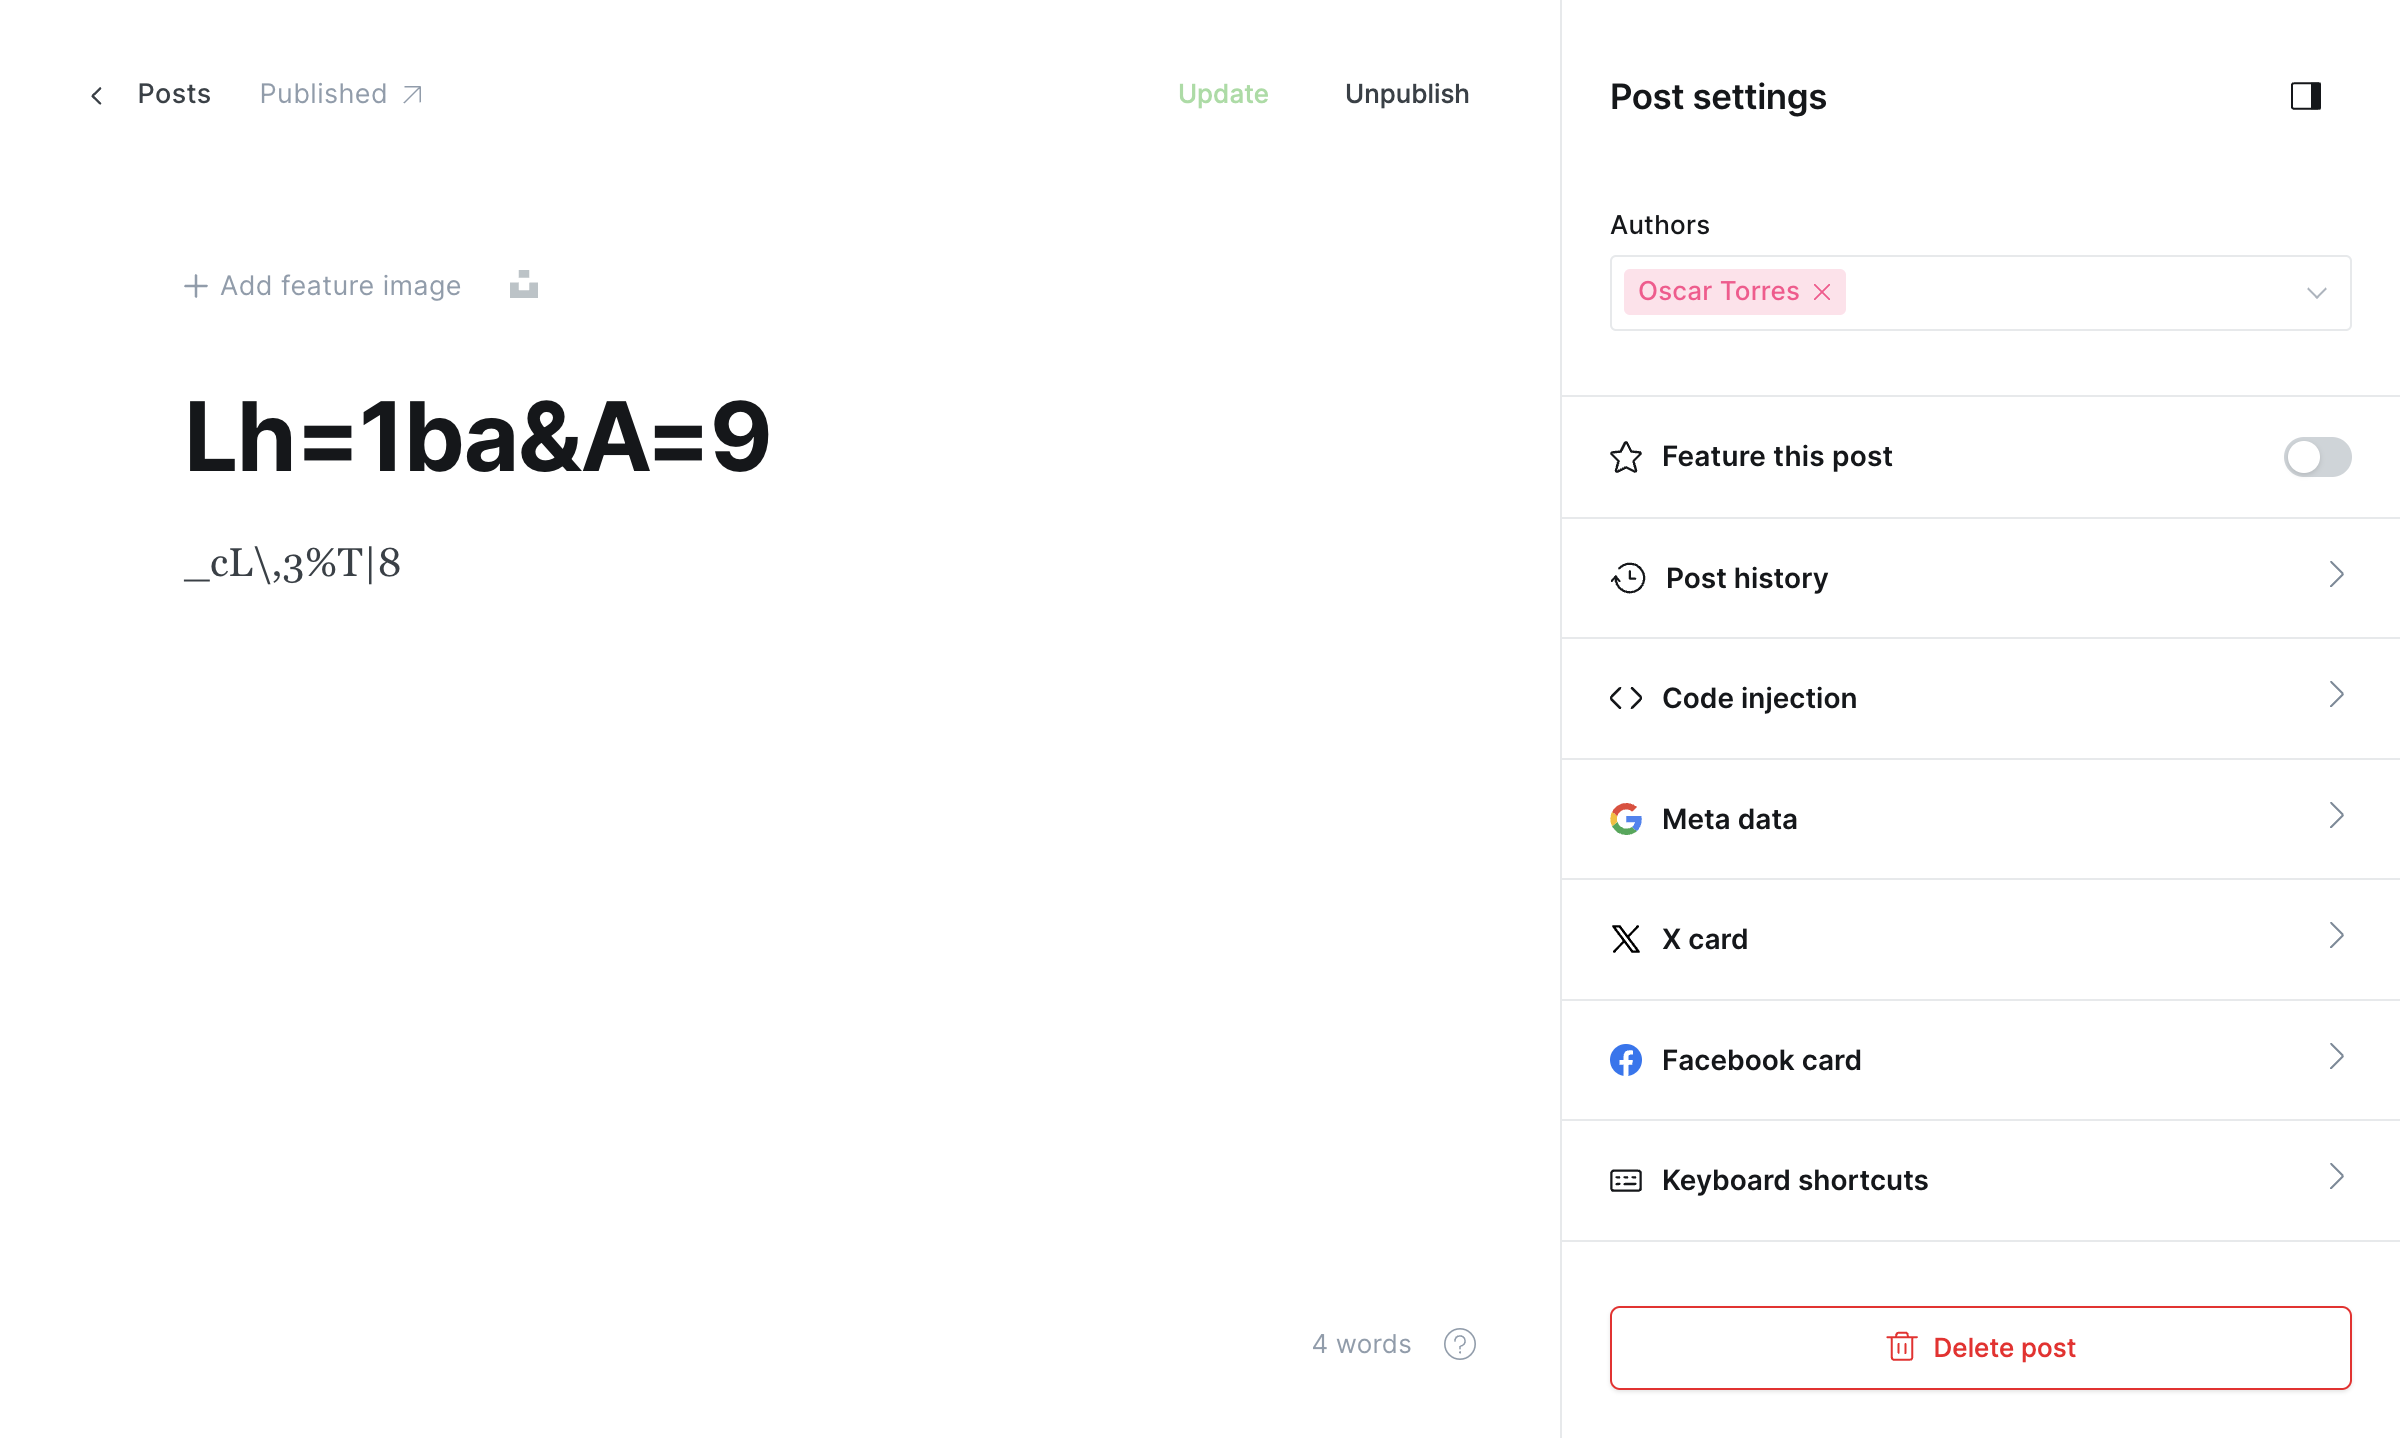 Posts Published Update Unpublish
Add feature image
Lh=1ba&A=9
_cL\,3%T|8
4 words ?
Post settings
Authors
Oscar Torres
Feature this post
Post history
Code injection
Meta data
X card
Facebook card
Keyboard shortcuts
Delete post